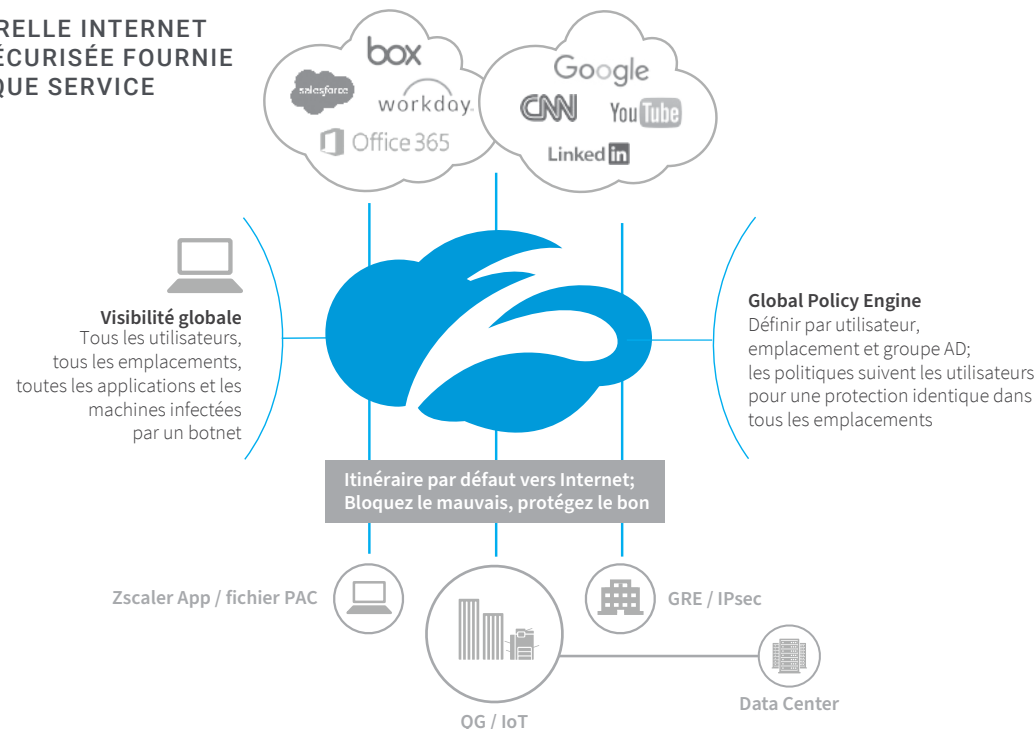 RELLE INTERNET
ÉCURISÉE FOURNIE
QUE SERVICE
box
salesforce
workday.
Office 365
Google
CNN
YouTube
Linked in
Visibilité globale
Tous les utilisateurs,
tous les emplacements,
toutes les applications et les
machines infectées
par un botnet
Global Policy Engine
Définir par utilisateur,
emplacement et groupe AD;
les politiques suivent les utilisateurs
pour une protection identique dans
tous les emplacements
Itinéraire par défaut vers Internet;
Bloquez le mauvais, protégez le bon
Zscaler App / fichier PAC
GRE / IPsec
QG / IoT
Data Center